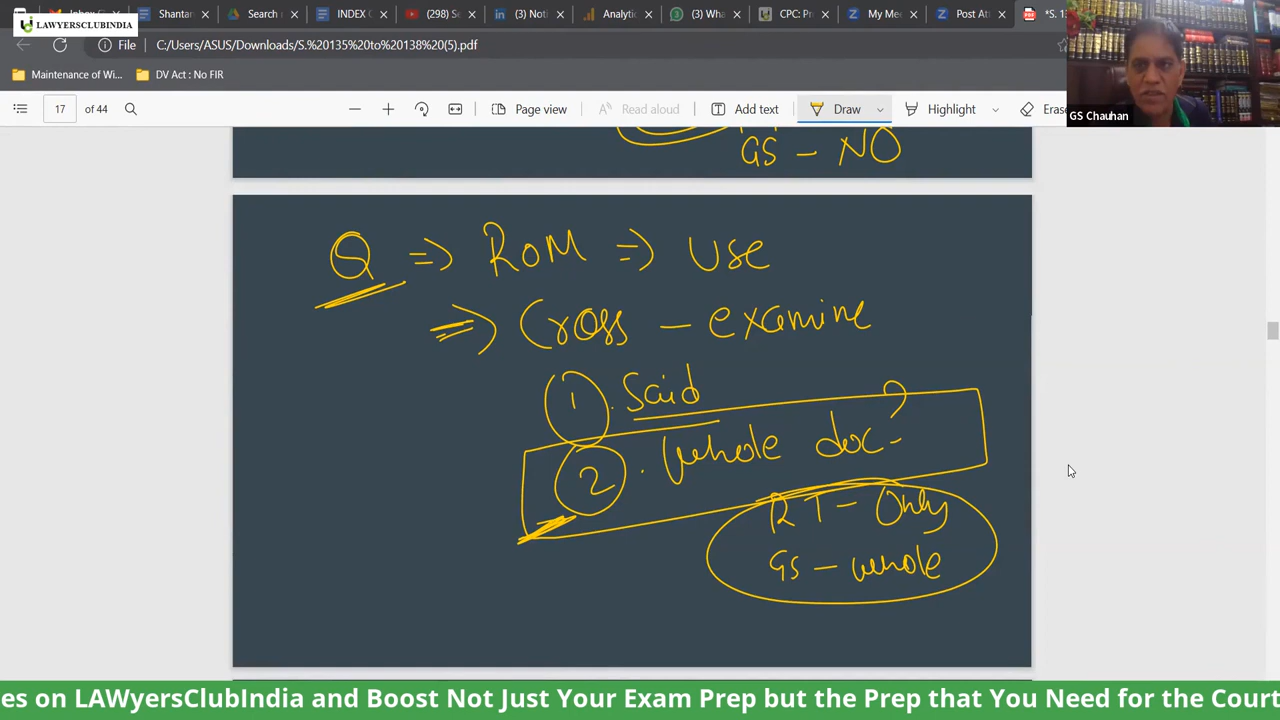 Inbox
Shanta
Search
INDEX
(298)
(3) Not
Analytic
(3) W
CPC: Pr
My Me
Post At
*S. 1
LAWYERSCLUBINDIA
File
C:/Users/ASUS/Downloads/S.%20135%20to%20138%20(5).pdf
Maintenance of Wi...
DV Act : No FIR
17 of 44
Page view
Read aloud
Add text
Draw
Highlight
Eras
GS Chauhan
GS - NO
Q => ROM => Use
=> Cross - examine
1. Said
2. Whole doc-?
RT - Only
GS - whole
es on LAWyersClubIndia and Boost Not Just Your Exam Prep but the Prep that You Need for the Court